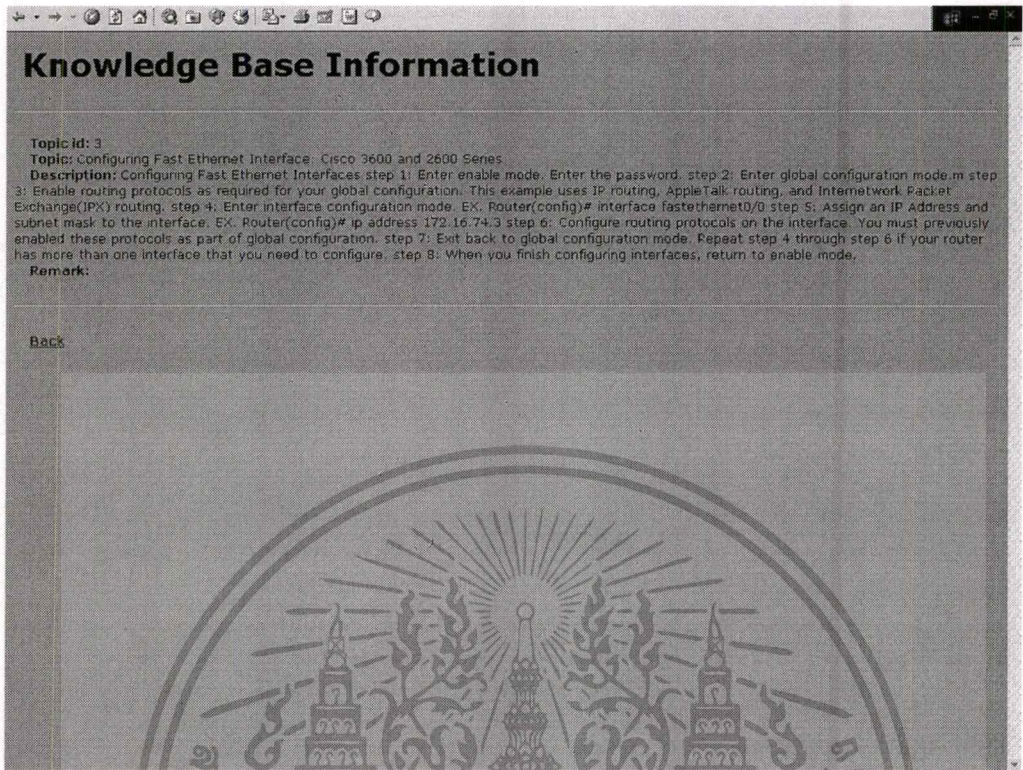 Knowledge Base Information
Topic id: 3
Topic: Configuring Fast Ethernet Interface: Cisco 3600 and 2600 Series
Description: Configuring Fast Ethernet Interfaces step 1: Enter enable mode. Enter the password. step 2: Enter global configuration mode.m step
3: Enable routing protocols as required for your global configuration. This example uses IP routing, AppleTalk routing, and Internetwork Packet
Exchange(IPX) routing. step 4: Enter interface configuration mode. EX. Router(config)# interface fastethernet0/0 step 5: Assign an IP Address and
subnet mask to the interface. EX. Router(config)# ip address 172.16.74.3 step 6: Configure routing protocols on the interface. You must previously
enabled these protocols as part of global configuration. step 7: Exit back to global configuration mode. Repeat step 4 through step 6 if your router
has more than one interface that you need to configure. step 8: When you finish configuring interfaces, return to enable mode.
Remark:
Back